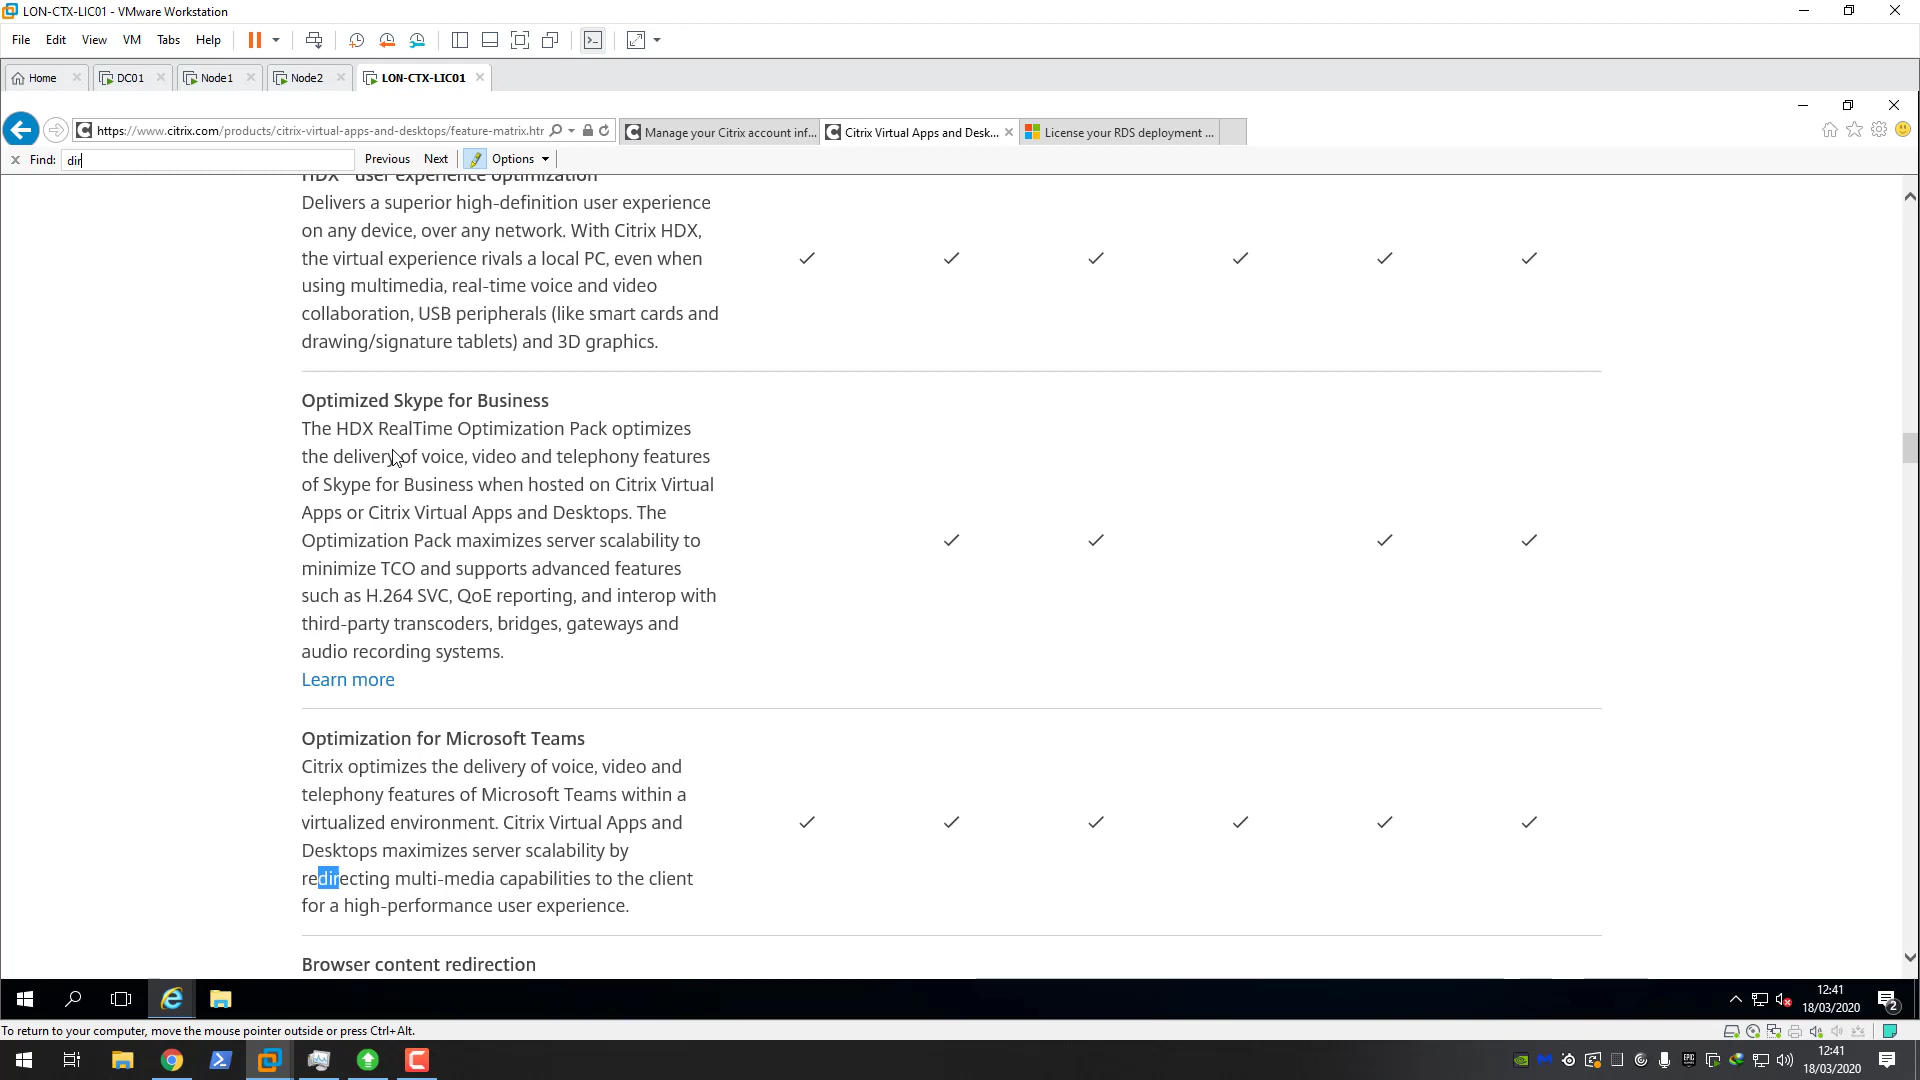 LON-CTX-LIC01 - VMware Workstation
File Edit View VM Tabs Help
Home DC01 Node1 Node2 LON-CTX-LIC01
https://www.citrix.com/products/citrix-virtual-apps-and-desktops/feature-matrix.htr Manage your Citrix account inf... Citrix Virtual Apps and Desk... License your RDS deployment ...
Find: dir Previous Next Options
HDX user experience optimization
Delivers a superior high-definition user experience
on any device, over any network. With Citrix HDX,
the virtual experience rivals a local PC, even when
using multimedia, real-time voice and video
collaboration, USB peripherals (like smart cards and
drawing/signature tablets) and 3D graphics.
Optimized Skype for Business
The HDX RealTime Optimization Pack optimizes
the delivery of voice, video and telephony features
of Skype for Business when hosted on Citrix Virtual
Apps or Citrix Virtual Apps and Desktops. The
Optimization Pack maximizes server scalability to
minimize TCO and supports advanced features
such as H.264 SVC, QoE reporting, and interop with
third-party transcoders, bridges, gateways and
audio recording systems.
Learn more
Optimization for Microsoft Teams
Citrix optimizes the delivery of voice, video and
telephony features of Microsoft Teams within a
virtualized environment. Citrix Virtual Apps and
Desktops maximizes server scalability by
redirecting multi-media capabilities to the client
for a high-performance user experience.
Browser content redirection
12:41
18/03/2020
2
To return to your computer, move the mouse pointer outside or press Ctrl+Alt.
12:41
18/03/2020